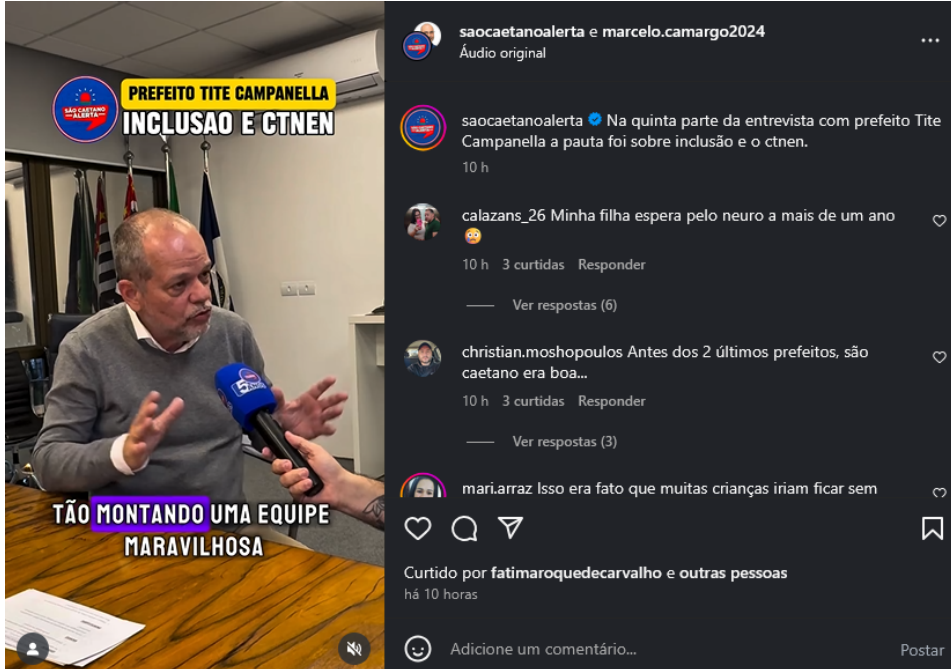 PREFEITO TITE CAMPANELLA
INCLUSAO E CTNEN
SÃO CAETANO
ALERTA
5
ANOS
TÃO MONTANDO UMA EQUIPE
MARAVILHOSA
saocaetanoalerta e marcelo.camargo2024
Áudio original
saocaetanoalerta Na quinta parte da entrevista com prefeito Tite
Campanella a pauta foi sobre inclusão e o ctnen.
10 h
calazans_26 Minha filha espera pelo neuro a mais de um ano
10 h 3 curtidas Responder
Ver respostas (6)
christian.moshopoulos Antes dos 2 últimos prefeitos, são
caetano era boa...
10 h 3 curtidas Responder
Ver respostas (3)
mari.arraz Isso era fato que muitas crianças iriam ficar sem
Curtido por fatimaroquedecarvalho e outras pessoas
há 10 horas
Adicione um comentário...
Postar